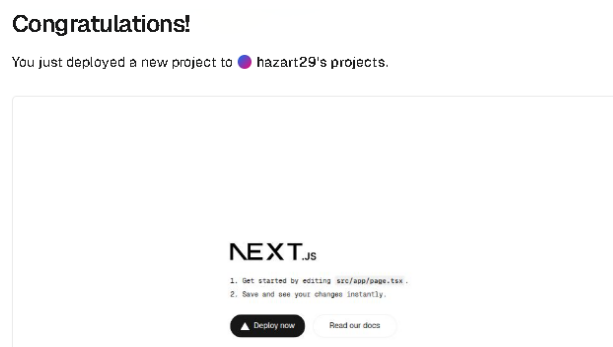 Congratulations!
You just deployed a new project to hazart29's projects.
NEXT.JS
1. Get started by editing src/app/page.tsx.
2. Save and see your changes instantly.
Deploy now
Read our docs